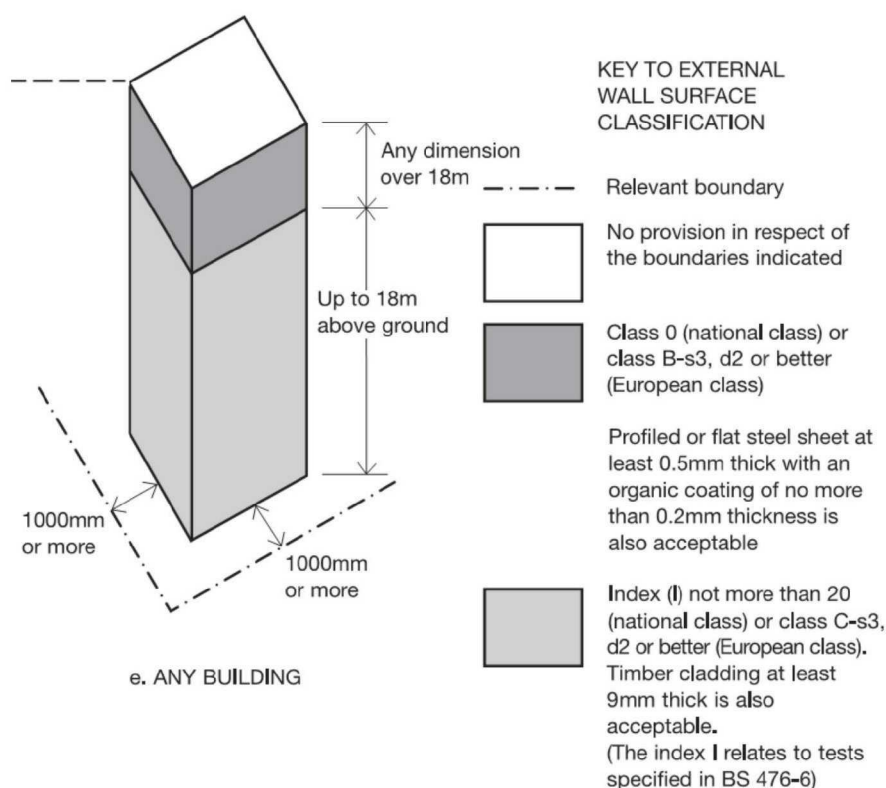 Any dimension
over 18m
Up to 18m
above ground
1000mm
or more
1000mm
or more
e. ANY BUILDING
KEY TO EXTERNAL
WALL SURFACE
CLASSIFICATION
Relevant boundary
No provision in respect of
the boundaries indicated
Class 0 (national class) or
class B-s3, d2 or better
(European class)
Profiled or flat steel sheet at
least 0.5mm thick with an
organic coating of no more
than 0.2mm thickness is
also acceptable
Index (I) not more than 20
(national class) or class C-s3,
d2 or better (European class).
Timber cladding at least
9mm thick is also
acceptable.
(The index I relates to tests
specified in BS 476-6)